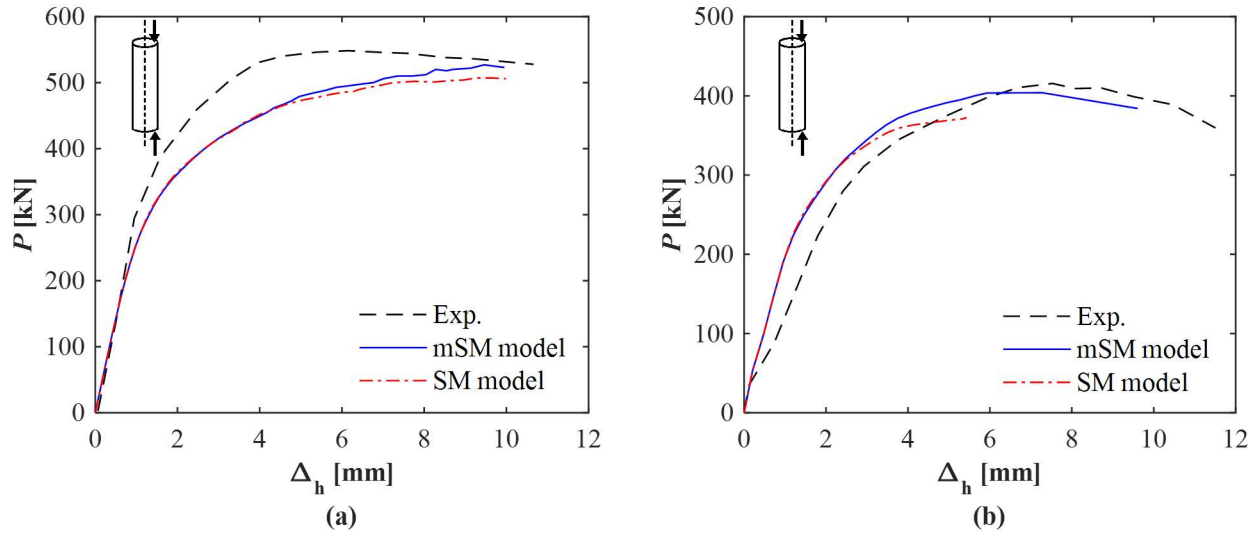 600
500
400
300
200
100
0
P [kN]
Exp.
mSM model
SM model
0 2 4 6 8 10 12
Δh [mm]
(a)
500
400
300
200
100
0
P [kN]
Exp.
mSM model
SM model
0 2 4 6 8 10 12
Δh [mm]
(b)